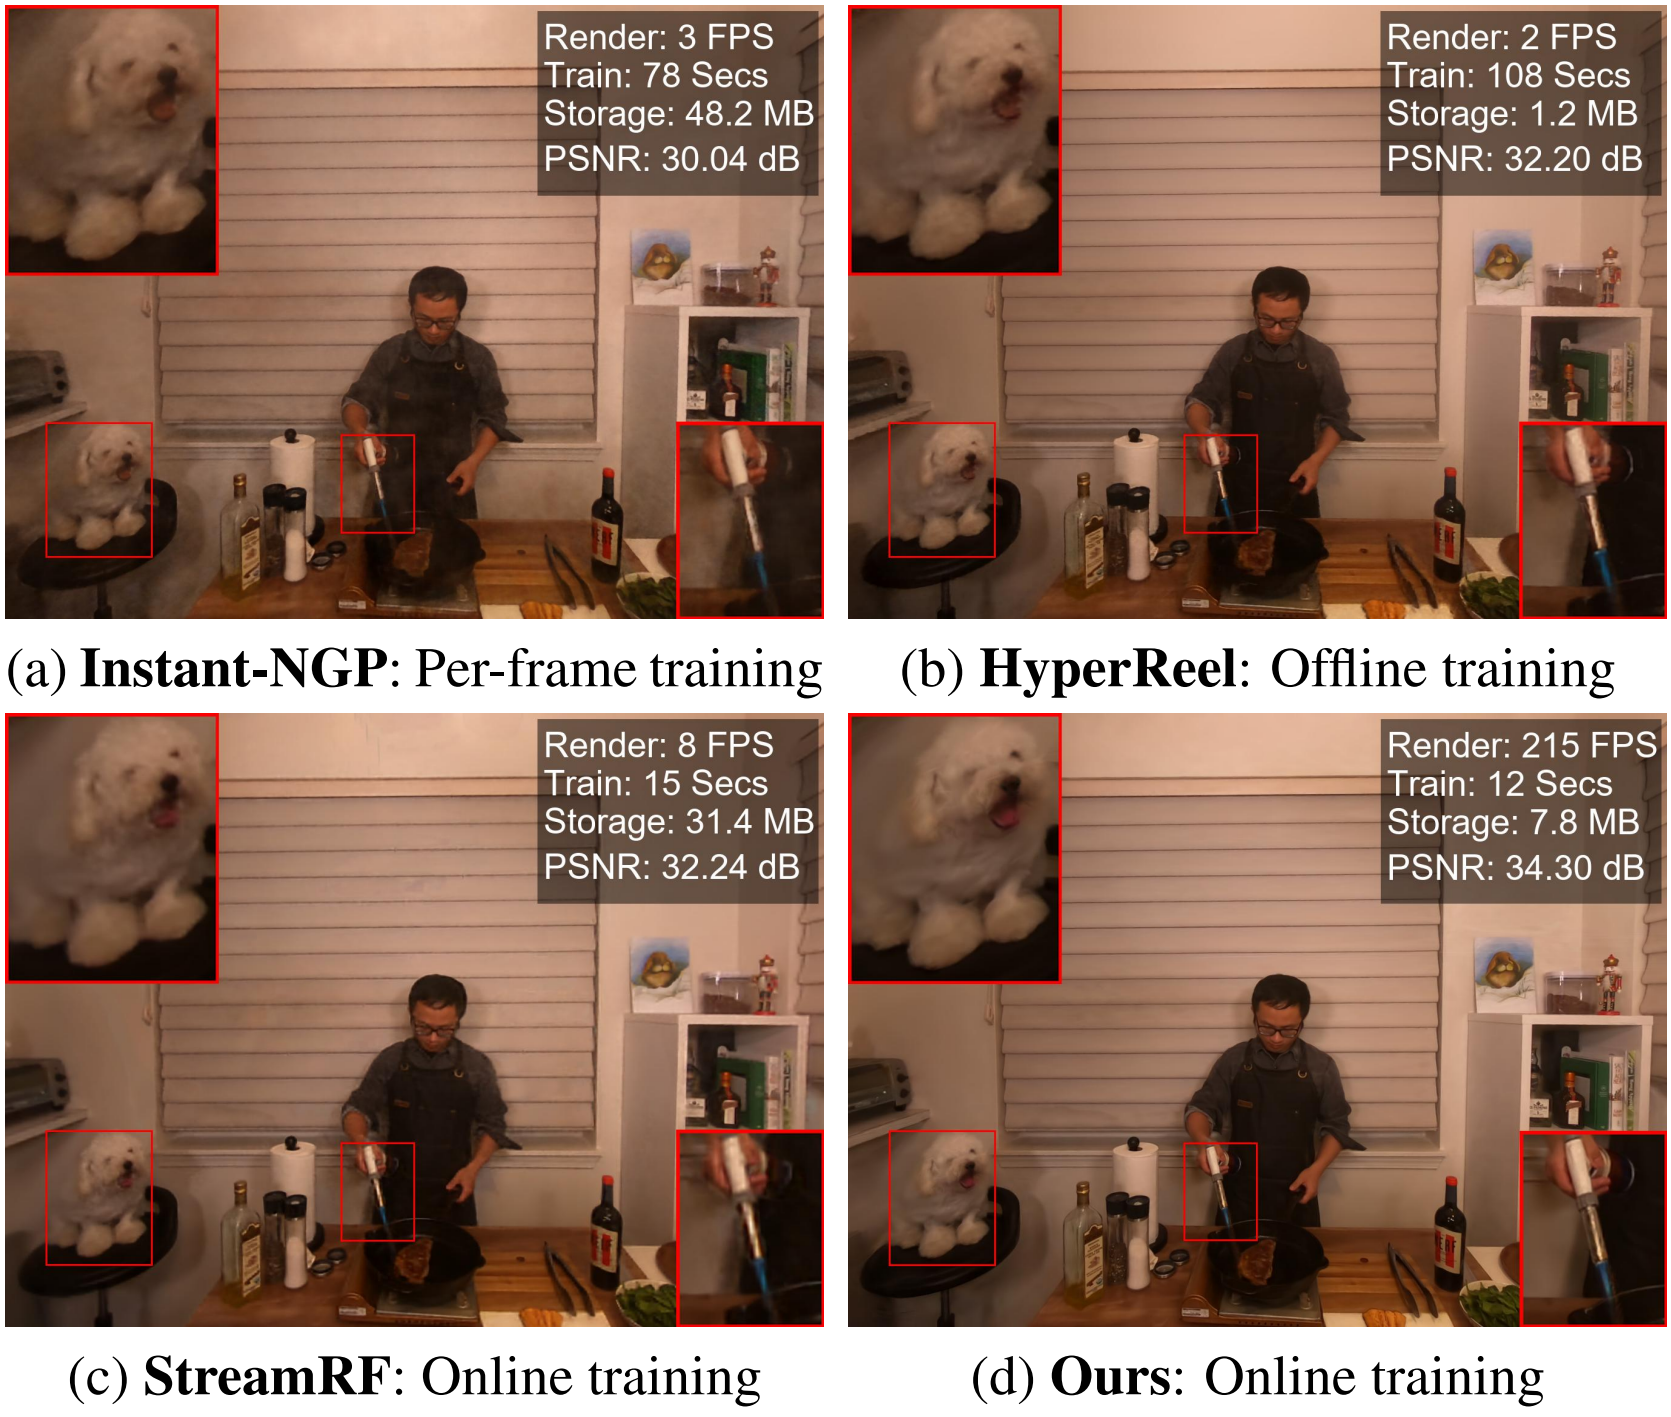 Render: 3 FPS
Train: 78 Secs
Storage: 48.2 MB
PSNR: 30.04 dB
Render: 2 FPS
Train: 108 Secs
Storage: 1.2 MB
PSNR: 32.20 dB
(a) Instant-NGP: Per-frame training
(b) HyperReel: Offline training
Render: 8 FPS
Train: 15 Secs
Storage: 31.4 MB
PSNR: 32.24 dB
Render: 215 FPS
Train: 12 Secs
Storage: 7.8 MB
PSNR: 34.30 dB
(c) StreamRF: Online training
(d) Ours: Online training